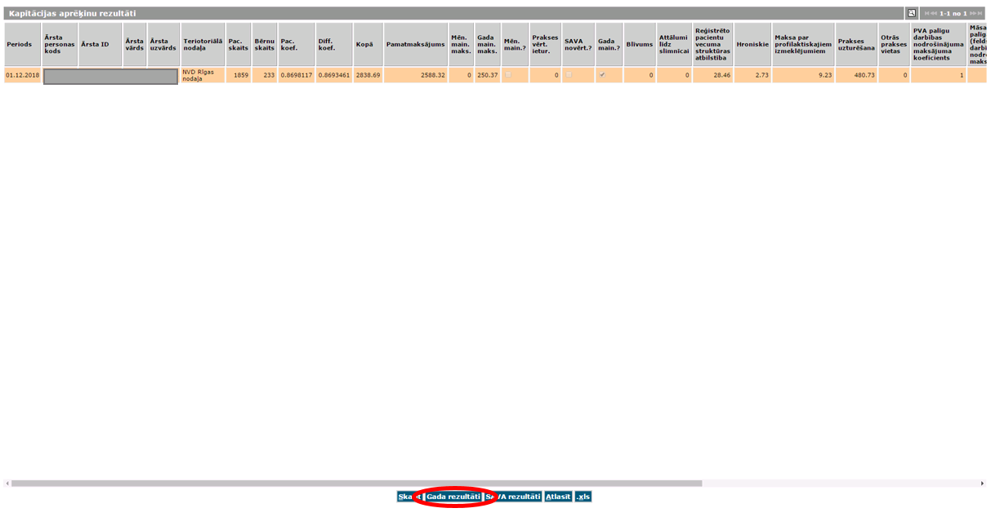 Kapitācijas aprēķinu rezultāti
1-1 no 1
Periods
Ārsta personas kods
Ārsta ID
Ārsta vārds
Ārsta uzvārds
Teriotoriālā nodaļa
Pac. skaits
Bērnu skaits
Pac. koef.
Diff. koef.
Kopā
Pamatmaksājums
Mēn. main. maks.
Gada main. maks.
Mēn. main.?
Prakses vērt. ietur.
SAVA novērt.?
Gada main.?
Blīvums
Attālumi līdz slimnīcai
Reģistrēto pacientu vecuma struktūras atbilstība
Hroniskie
Maksa par profilaktiskajiem izmeklējumiem
Prakses uzturēšana
Otrās prakses vietas
PVA palīgu darbības nodrošinājuma maksājuma koeficients
01.12.2018 NVD Rīgas nodaļa 1859 233 0.8698117 0.8693461 2838.69 2588.32 0 250.37 0 0 0 28.46 2.73 9.23 480.73 0 1
Gada rezultāti rezultāti Atlasīt .xls